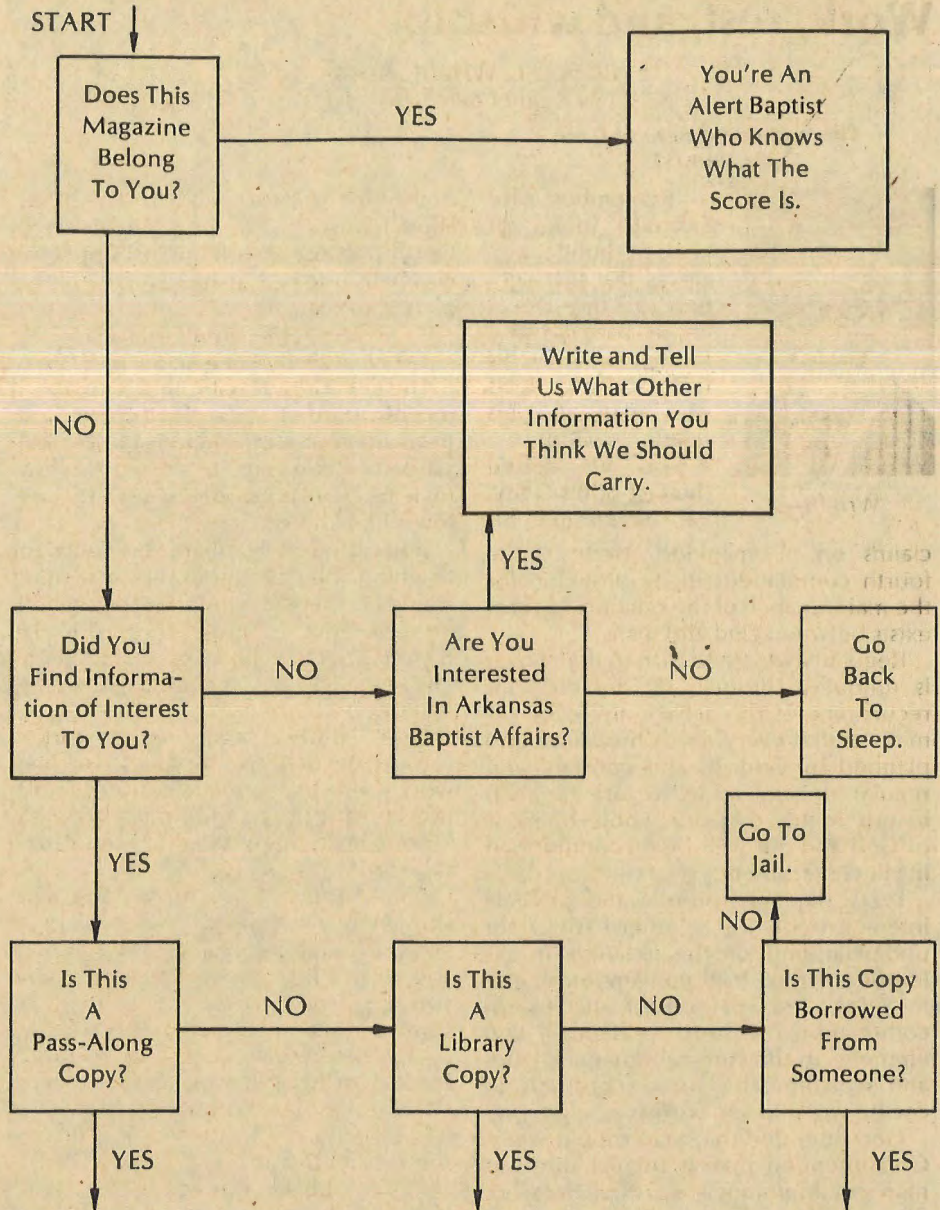 START
Does This
Magazine
Belong
To You?
YES
You're An
Alert Baptist
Who Knows
What The
Score Is.
NO
Write and Tell
Us What Other
Information You
Think We Should
Carry.
YES
Did You
Find Informa-
tion of Interest
To You?
NO
Are You
Interested
In Arkansas
Baptist Affairs?
NO
Go
Back
To
Sleep.
YES
Go To
Jail.
NO
Is This
A
Pass-Along
Copy?
NO
Is This
A
Library
Copy?
NO
Is This Copy
Borrowed
From
Someone?
YES
YES
YES